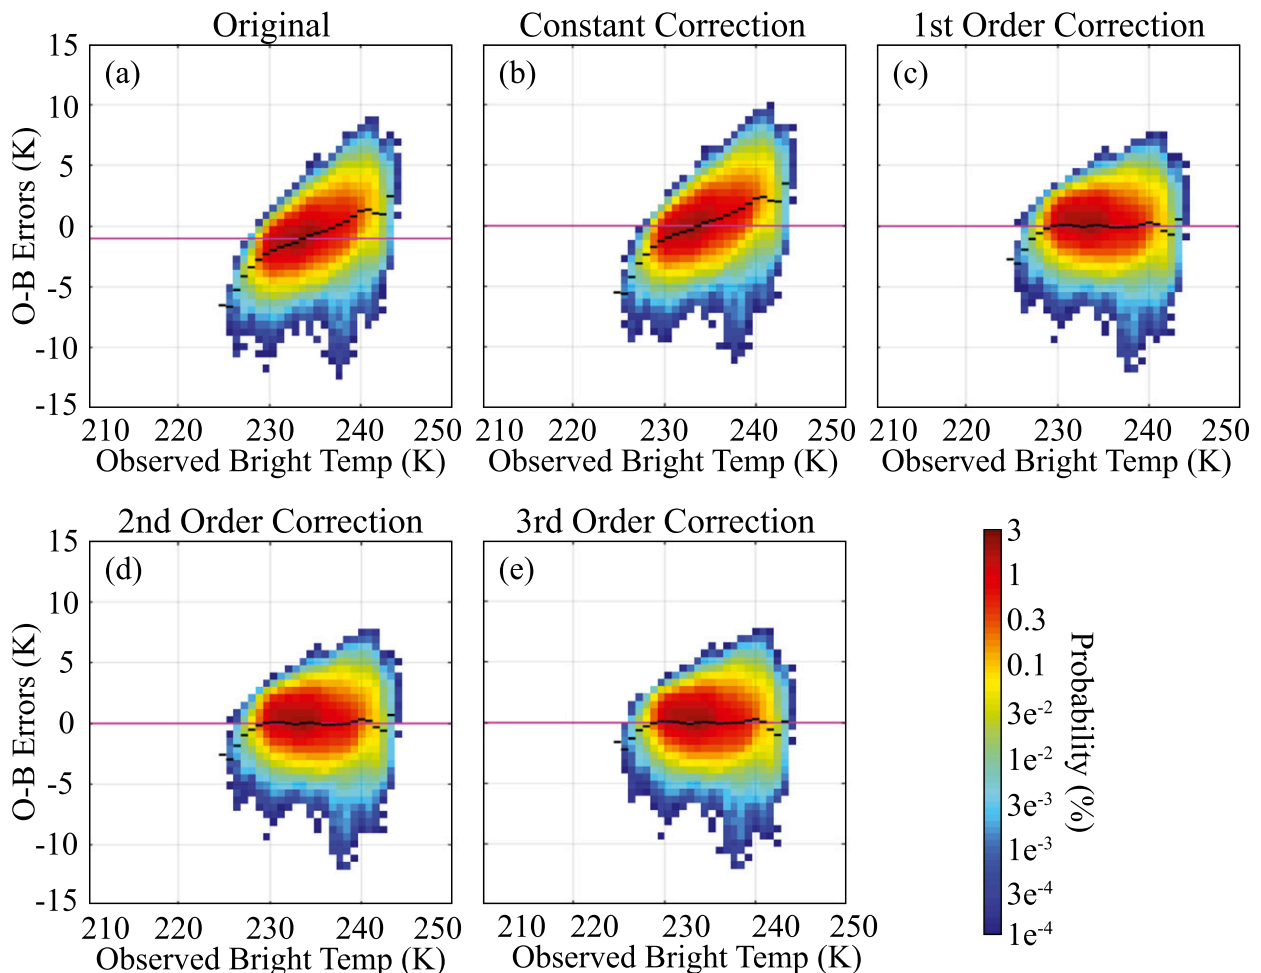 Original
Constant Correction
1st Order Correction
(a)
(b)
(c)
15
10
5
0
-5
-10
-15
O-B Errors (K)
210 220 230 240 250
210 220 230 240 250
210 220 230 240 250
Observed Bright Temp (K)
Observed Bright Temp (K)
Observed Bright Temp (K)
2nd Order Correction
3rd Order Correction
(d)
(e)
15
10
5
0
-5
-10
-15
O-B Errors (K)
210 220 230 240 250
210 220 230 240 250
Observed Bright Temp (K)
Observed Bright Temp (K)
3
1
0.3
0.1
3e-2
1e-2
3e-3
1e-3
3e-4
1e-4
Probability (%)